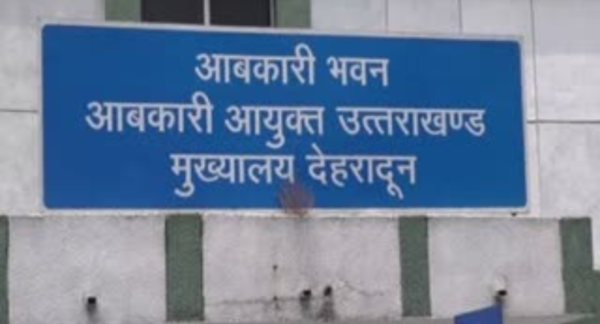 आबकारी भवन
आबकारी आयुक्त उत्तराखण्ड
मुख्यालय देहरादून